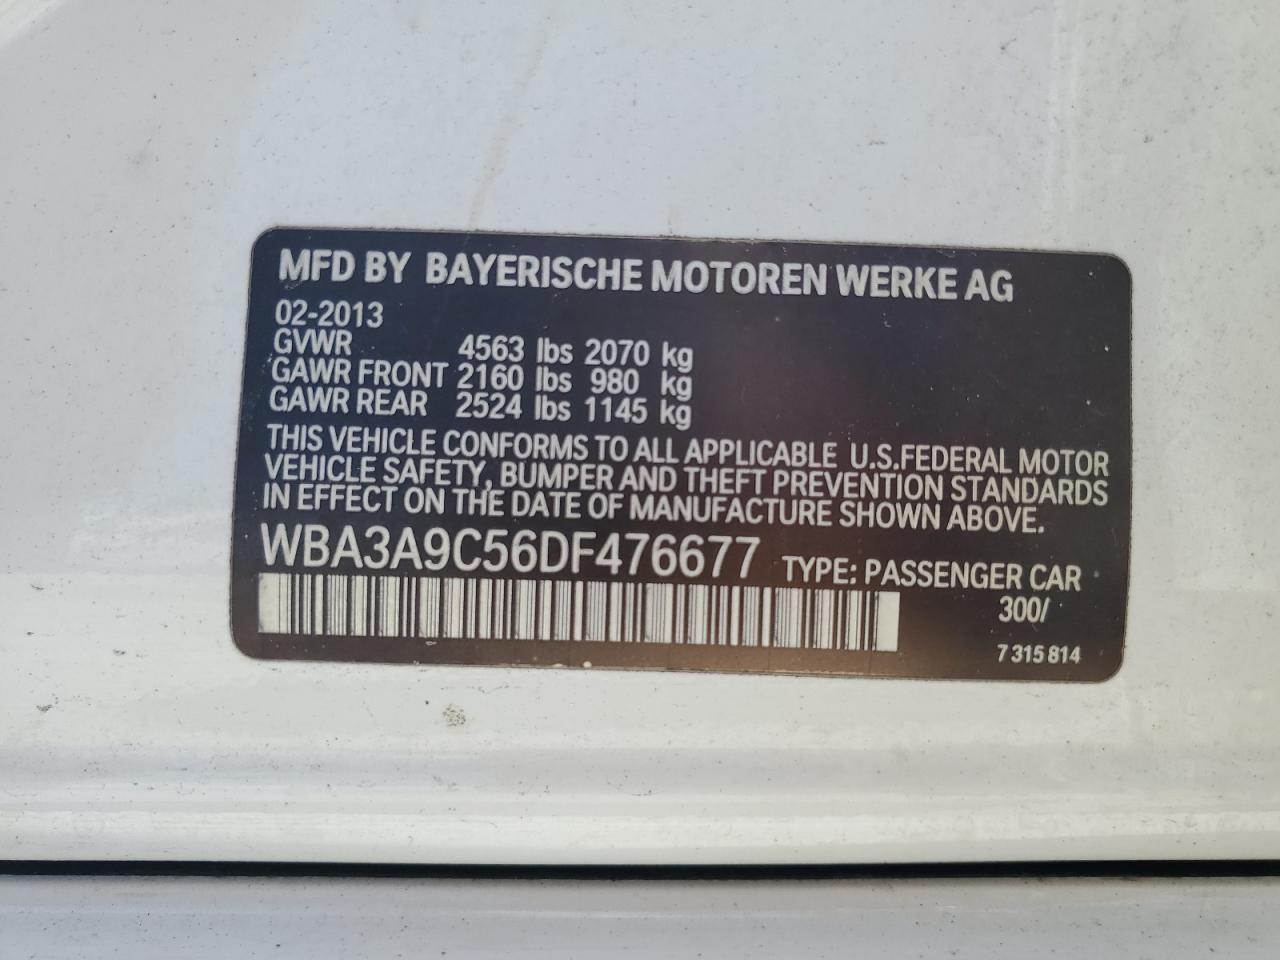 MFD BY BAYERISCHE MOTOREN WERKE AG
02-2013
GVWR 4563 lbs 2070 kg
GAWR FRONT 2160 lbs 980 kg
GAWR REAR 2524 lbs 1145 kg
THIS VEHICLE CONFORMS TO ALL APPLICABLE U.S.FEDERAL MOTOR
VEHICLE SAFETY, BUMPER AND THEFT PREVENTION STANDARDS
IN EFFECT ON THE DATE OF MANUFACTURE SHOWN ABOVE.
WBA3A9C56DF476677 TYPE: PASSENGER CAR
300/
7 315 814